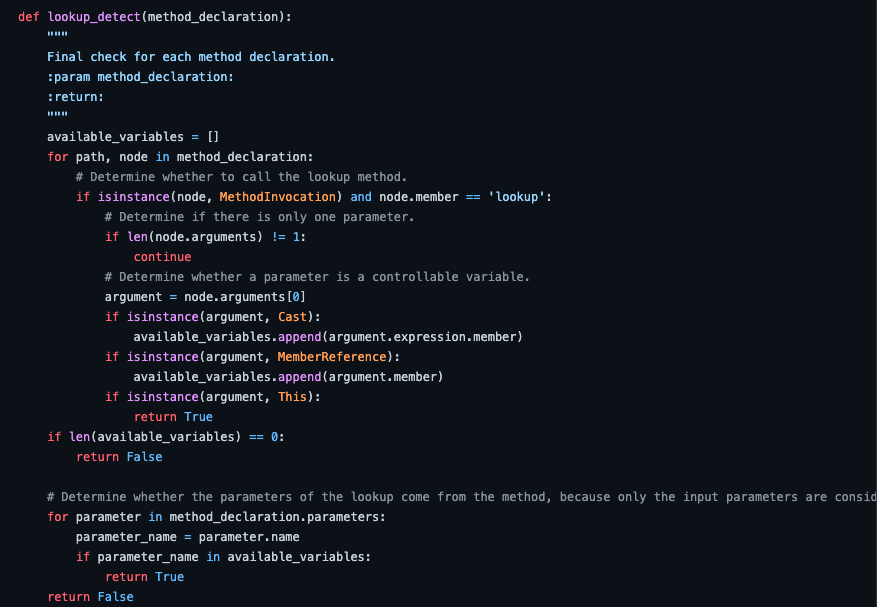 def lookup_detect(method_declaration):
    """
    Final check for each method declaration.
    :param method_declaration:
    :return:
    """
    available_variables = []
    for path, node in method_declaration:
        # Determine whether to call the lookup method.
        if isinstance(node, MethodInvocation) and node.member == 'lookup':
            # Determine if there is only one parameter.
            if len(node.arguments) != 1:
                continue
            # Determine whether a parameter is a controllable variable.
            argument = node.arguments[0]
            if isinstance(argument, Cast):
                available_variables.append(argument.expression.member)
            if isinstance(argument, MemberReference):
                available_variables.append(argument.member)
            if isinstance(argument, This):
                return True
    if len(available_variables) == 0:
        return False

    # Determine whether the parameters of the lookup come from the method, because only the input parameters are consid
    for parameter in method_declaration.parameters:
        parameter_name = parameter.name
        if parameter_name in available_variables:
            return True
    return False